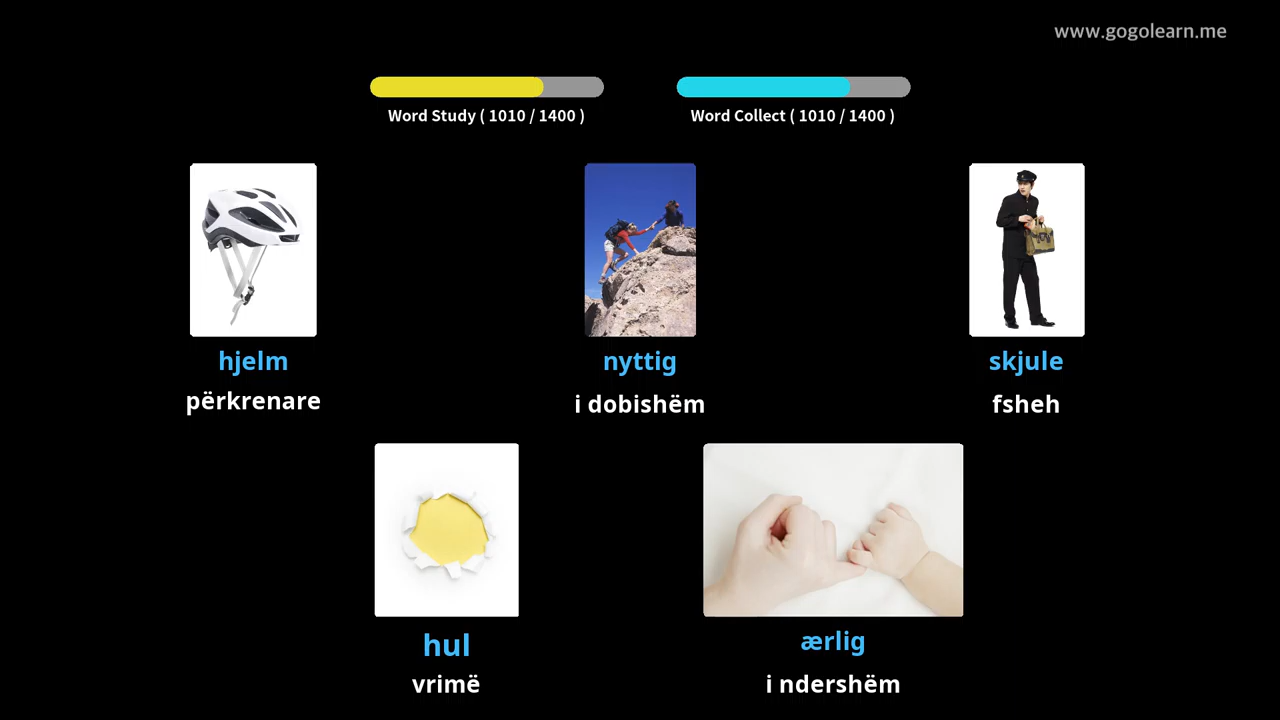 www.gogolearn.me
Word Study ( 1010 / 1400 )
Word Collect ( 1010 / 1400 )
hjelm
nyttig
skjule
përkrenare
i dobishëm
fsheh
hul
ærlig
vrimë
i ndershëm